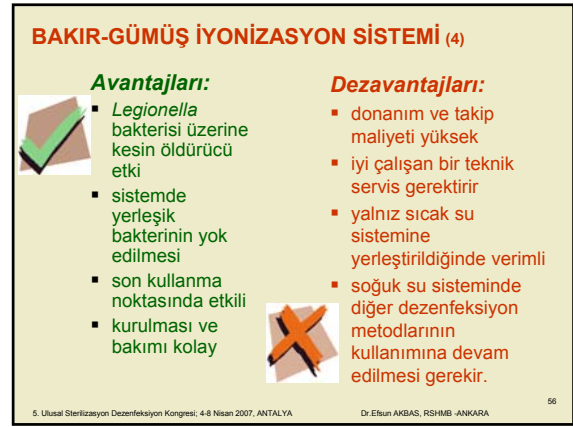 BAKIR-GÜMÜŞ İYONİZASYON SİSTEMİ (4)
Avantajları:
▪ Legionella
bakterisi üzerine
kesin öldürücü
etki
▪ sistemde
yerleşik
bakterinin yok
edilmesi
▪ son kullanma
noktasında etkili
▪ kurulması ve
bakımı kolay
Dezavantajları:
▪ donanım ve takip
maliyeti yüksek
▪ iyi çalışan bir teknik
servis gerektirir
▪ yalnız sıcak su
sistemine
yerleştirildiğinde verimli
▪ soğuk su sisteminde
diğer dezenfeksiyon
metodlarının
kullanımına devam
edilmesi gerekir.
56
5. Ulusal Sterilizasyon Dezenfeksiyon Kongresi; 4-8 Nisan 2007, ANTALYA
Dr.Efsun AKBAS, RSHMB -ANKARA